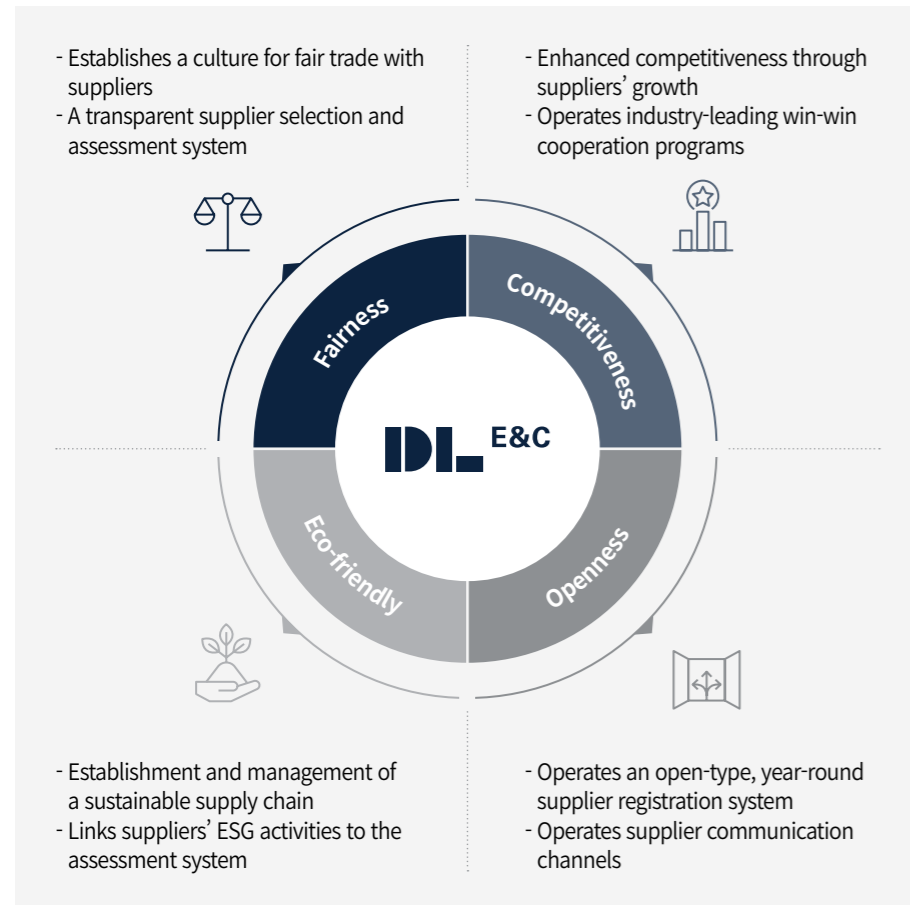 - Establishes a culture for fair trade with
suppliers
- A transparent supplier selection and
assessment system
- Enhanced competitiveness through
suppliers’ growth
- Operates industry-leading win-win
cooperation programs
Fairness
Competitiveness
DL E&C
Eco-friendly
Openness
- Establishment and management of
a sustainable supply chain
- Links suppliers’ ESG activities to the
assessment system
- Operates an open-type, year-round
supplier registration system
- Operates supplier communication
channels